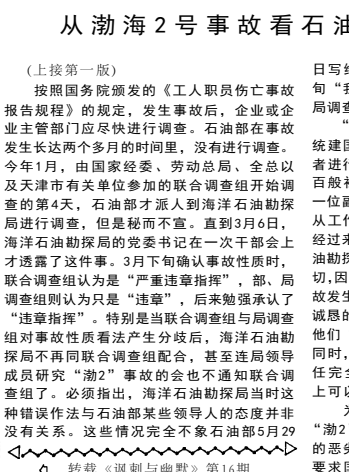 从渤海2号事故看石油
(上接第一版)
按照国务院颁发的《工人职员伤亡事故
报告规程》的规定，发生事故后，企业或企
业主管部门应尽快进行调查。石油部在事故
发生长达两个多月的时间里，没有进行调查。
今年1月，由国家经委、劳动总局、全总以
及天津市有关单位参加的联合调查组开始调
查的第4天，石油部才派人到海洋石油勘探
局进行调查，但是秘而不宣。直到3月6日，
海洋石油勘探局的党委书记在一次干部会上
才透露了这件事。3月下旬确认事故性质时，
联合调查组认为是“严重违章指挥”，部、局
调查组则认为只是“违章”，后来勉强承认了
“违章指挥”。特别是当联合调查组与局调查
组对事故性质看法产生分歧后，海洋石油勘
探局不再同联合调查组配合，甚至连局领导
成员研究“渤2”事故的会也不通知联合调
查组了。必须指出，海洋石油勘探局当时这
种错误作法与石油部某些领导人的态度并非
没有关系。这些情况完全不象石油部5月29
转载《讽刺与幽默》第16期
日写给
旬“我
局调查
“
统建国
者进行
百般衬
一位副
从工作
经过来
油勘探
切,因
故发生
诚恳的
他们
同时,
任完全
上可以
“渤2
的恶劣
要求国